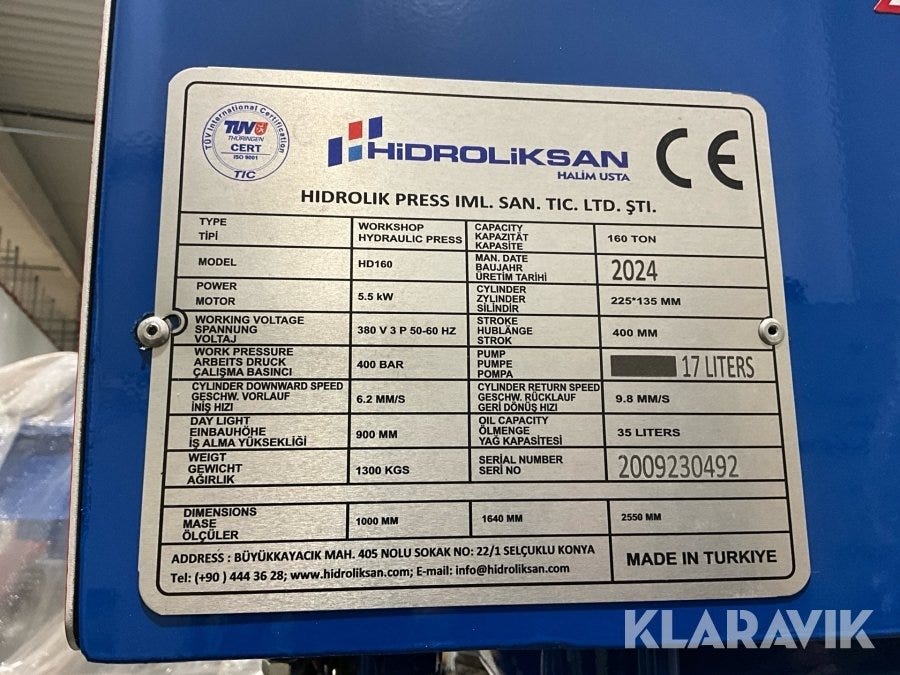 TÜV International Certification
TÜV
THÜRINGEN
CERT
ISO 9001
TIC
HiDROLiKSAN
HALIM USTA
CE
HIDROLIK PRESS IML. SAN. TIC. LTD. ŞTI.
TYPE
TİPİ
WORKSHOP
HYDRAULIC PRESS
CAPACITY
KAPAZITÄT
KAPASİTE
160 TON
MODEL
HD160
MAN. DATE
BAUJAHR
ÜRETIM TARİHİ
2024
POWER
MOTOR
5.5 kW
CYLINDER
ZYLINDER
SİLİNDİR
225*135 MM
WORKING VOLTAGE
SPANNUNG
VOLTAJ
380 V 3 P 50-60 HZ
STROKE
HUBLÄNGE
STROK
400 MM
WORK PRESSURE
ARBEITS DRUCK
ÇALIŞMA BASINCI
400 BAR
PUMP
PUMPE
POMPA
17 LITERS
CYLINDER DOWNWARD SPEED
GESCHW. VORLAUF
İNİŞ HIZI
6.2 MM/S
CYLINDER RETURN SPEED
GESCHW. RÜCKLAUF
GERİ DÖNÜŞ HIZI
9.8 MM/S
DAY LIGHT
EINBAUHÖHE
İŞ ALMA YÜKSEKLİĞİ
900 MM
OIL CAPACITY
ÖLMENGE
YAĞ KAPASİTESİ
35 LITERS
WEIGT
GEWICHT
AĞIRLIK
1300 KGS
SERIAL NUMBER
SERI NO
2009230492
DIMENSIONS
MASE
ÖLÇÜLER
1000 MM
1640 MM
2550 MM
ADDRESS : BÜYÜKKAYACIK MAH. 405 NOLU SOKAK NO: 22/1 SELÇUKLU KONYA
Tel: (+90 ) 444 36 28; www.hidroliksan.com; E-mail: info@hidroliksan.com
MADE IN TURKIYE
KLARAVIK